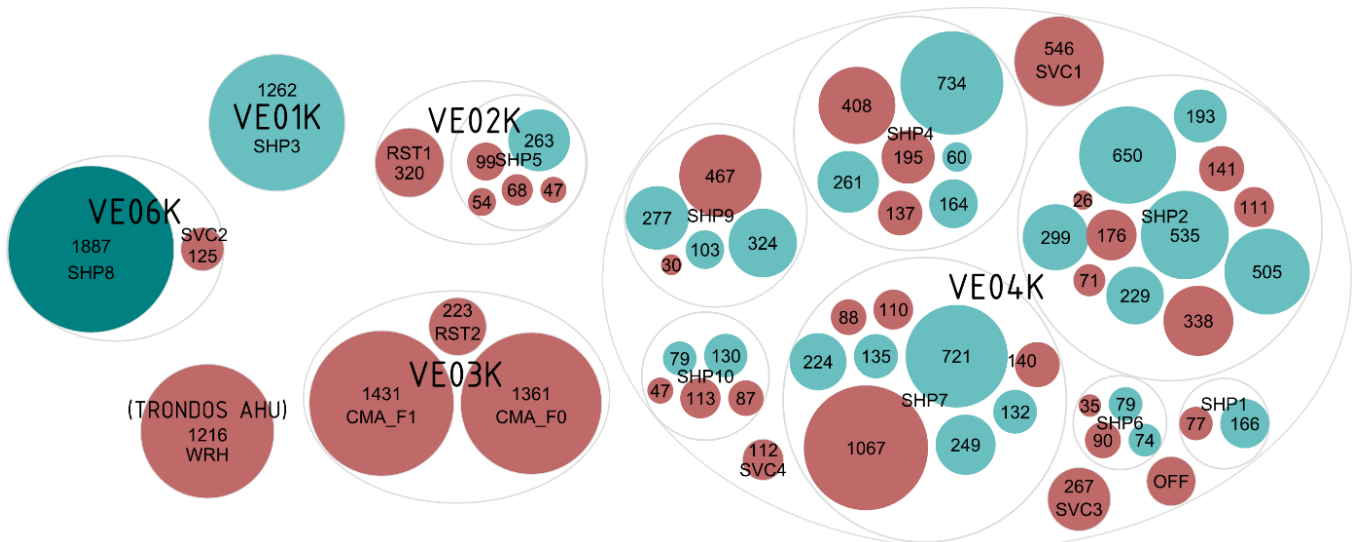 1887
SHP8
VE06K
SVC2
125
1262
VE01K
SHP3
(TRONDOS AHU)
1216
WRH
VE02K
RST1
320
99
SHP5
263
54
68
47
223
RST2
VE03K
1431
CMA_F1
1361
CMA_F0
VE04K
467
277
SHP9
324
103
30
734
408
SHP4
195
60
261
164
137
546
SVC1
193
650
141
26
111
SHP2
299
176
535
505
71
229
338
79
130
SHP10
47
113
87
112
SVC4
88
110
721
224
135
140
SHP7
132
1067
249
35
79
SHP6
90
74
SHP1
77
166
267
SVC3
OFF